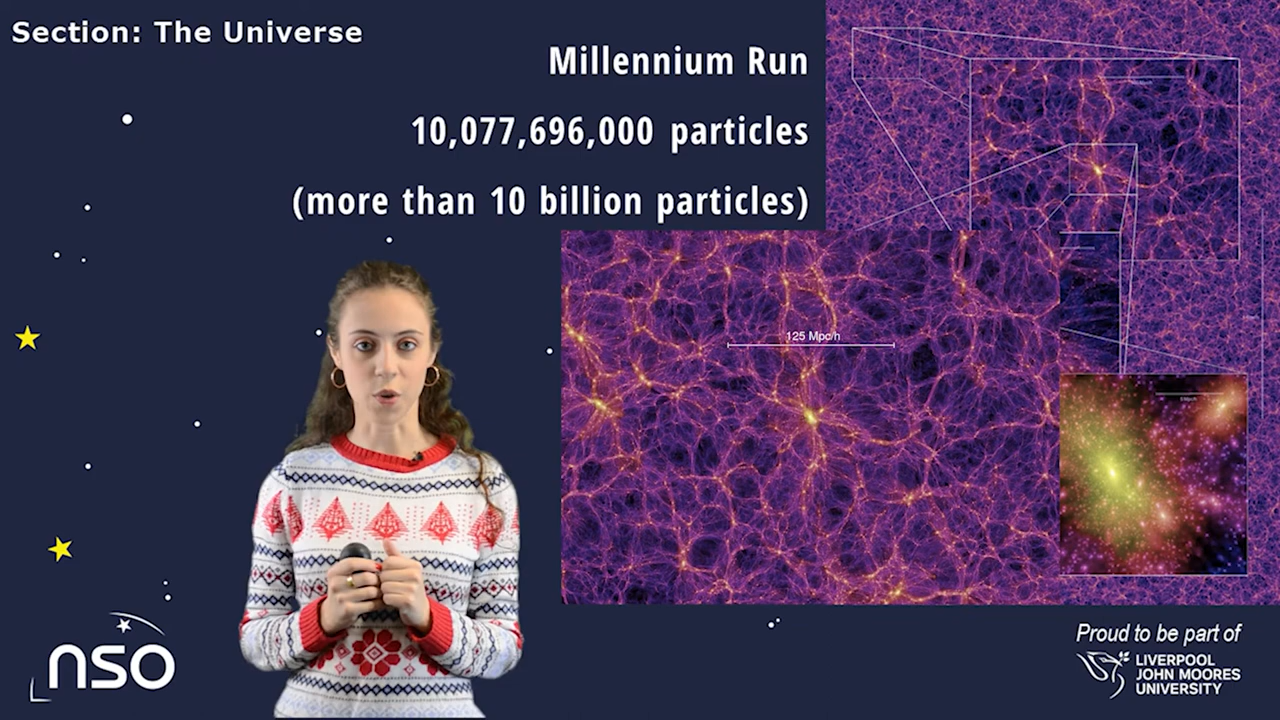 Section: The Universe
Millennium Run
10,077,696,000 particles
(more than 10 billion particles)
125 Mpc/h
nso
Proud to be part of
LIVERPOOL
JOHN MOORES
UNIVERSITY